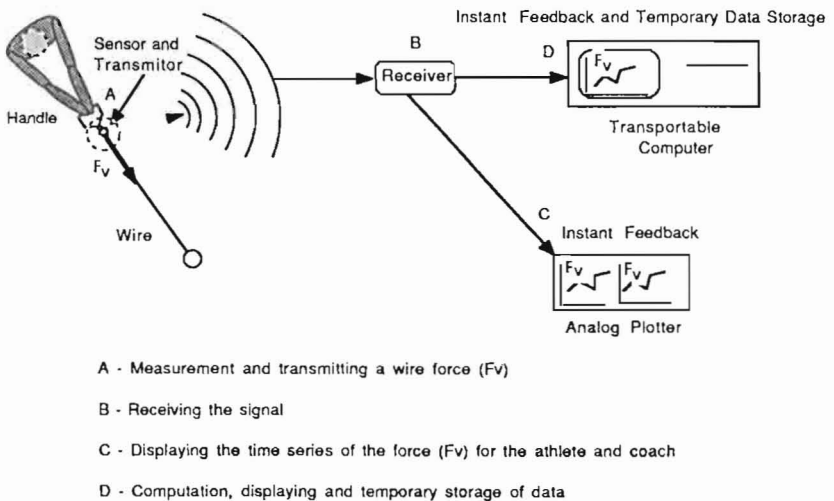 Instant Feedback and Temporary Data Storage
Sensor and
Transmitor
B
D
A
Receiver
Fv
Handle
Transportable
Computer
Fv
C
Instant Feedback
Wire
Fv Fv
Analog Plotter
A - Measurement and transmitting a wire force (Fv)
B - Receiving the signal
C - Displaying the time series of the force (Fv) for the athlete and coach
D - Computation, displaying and temporary storage of data